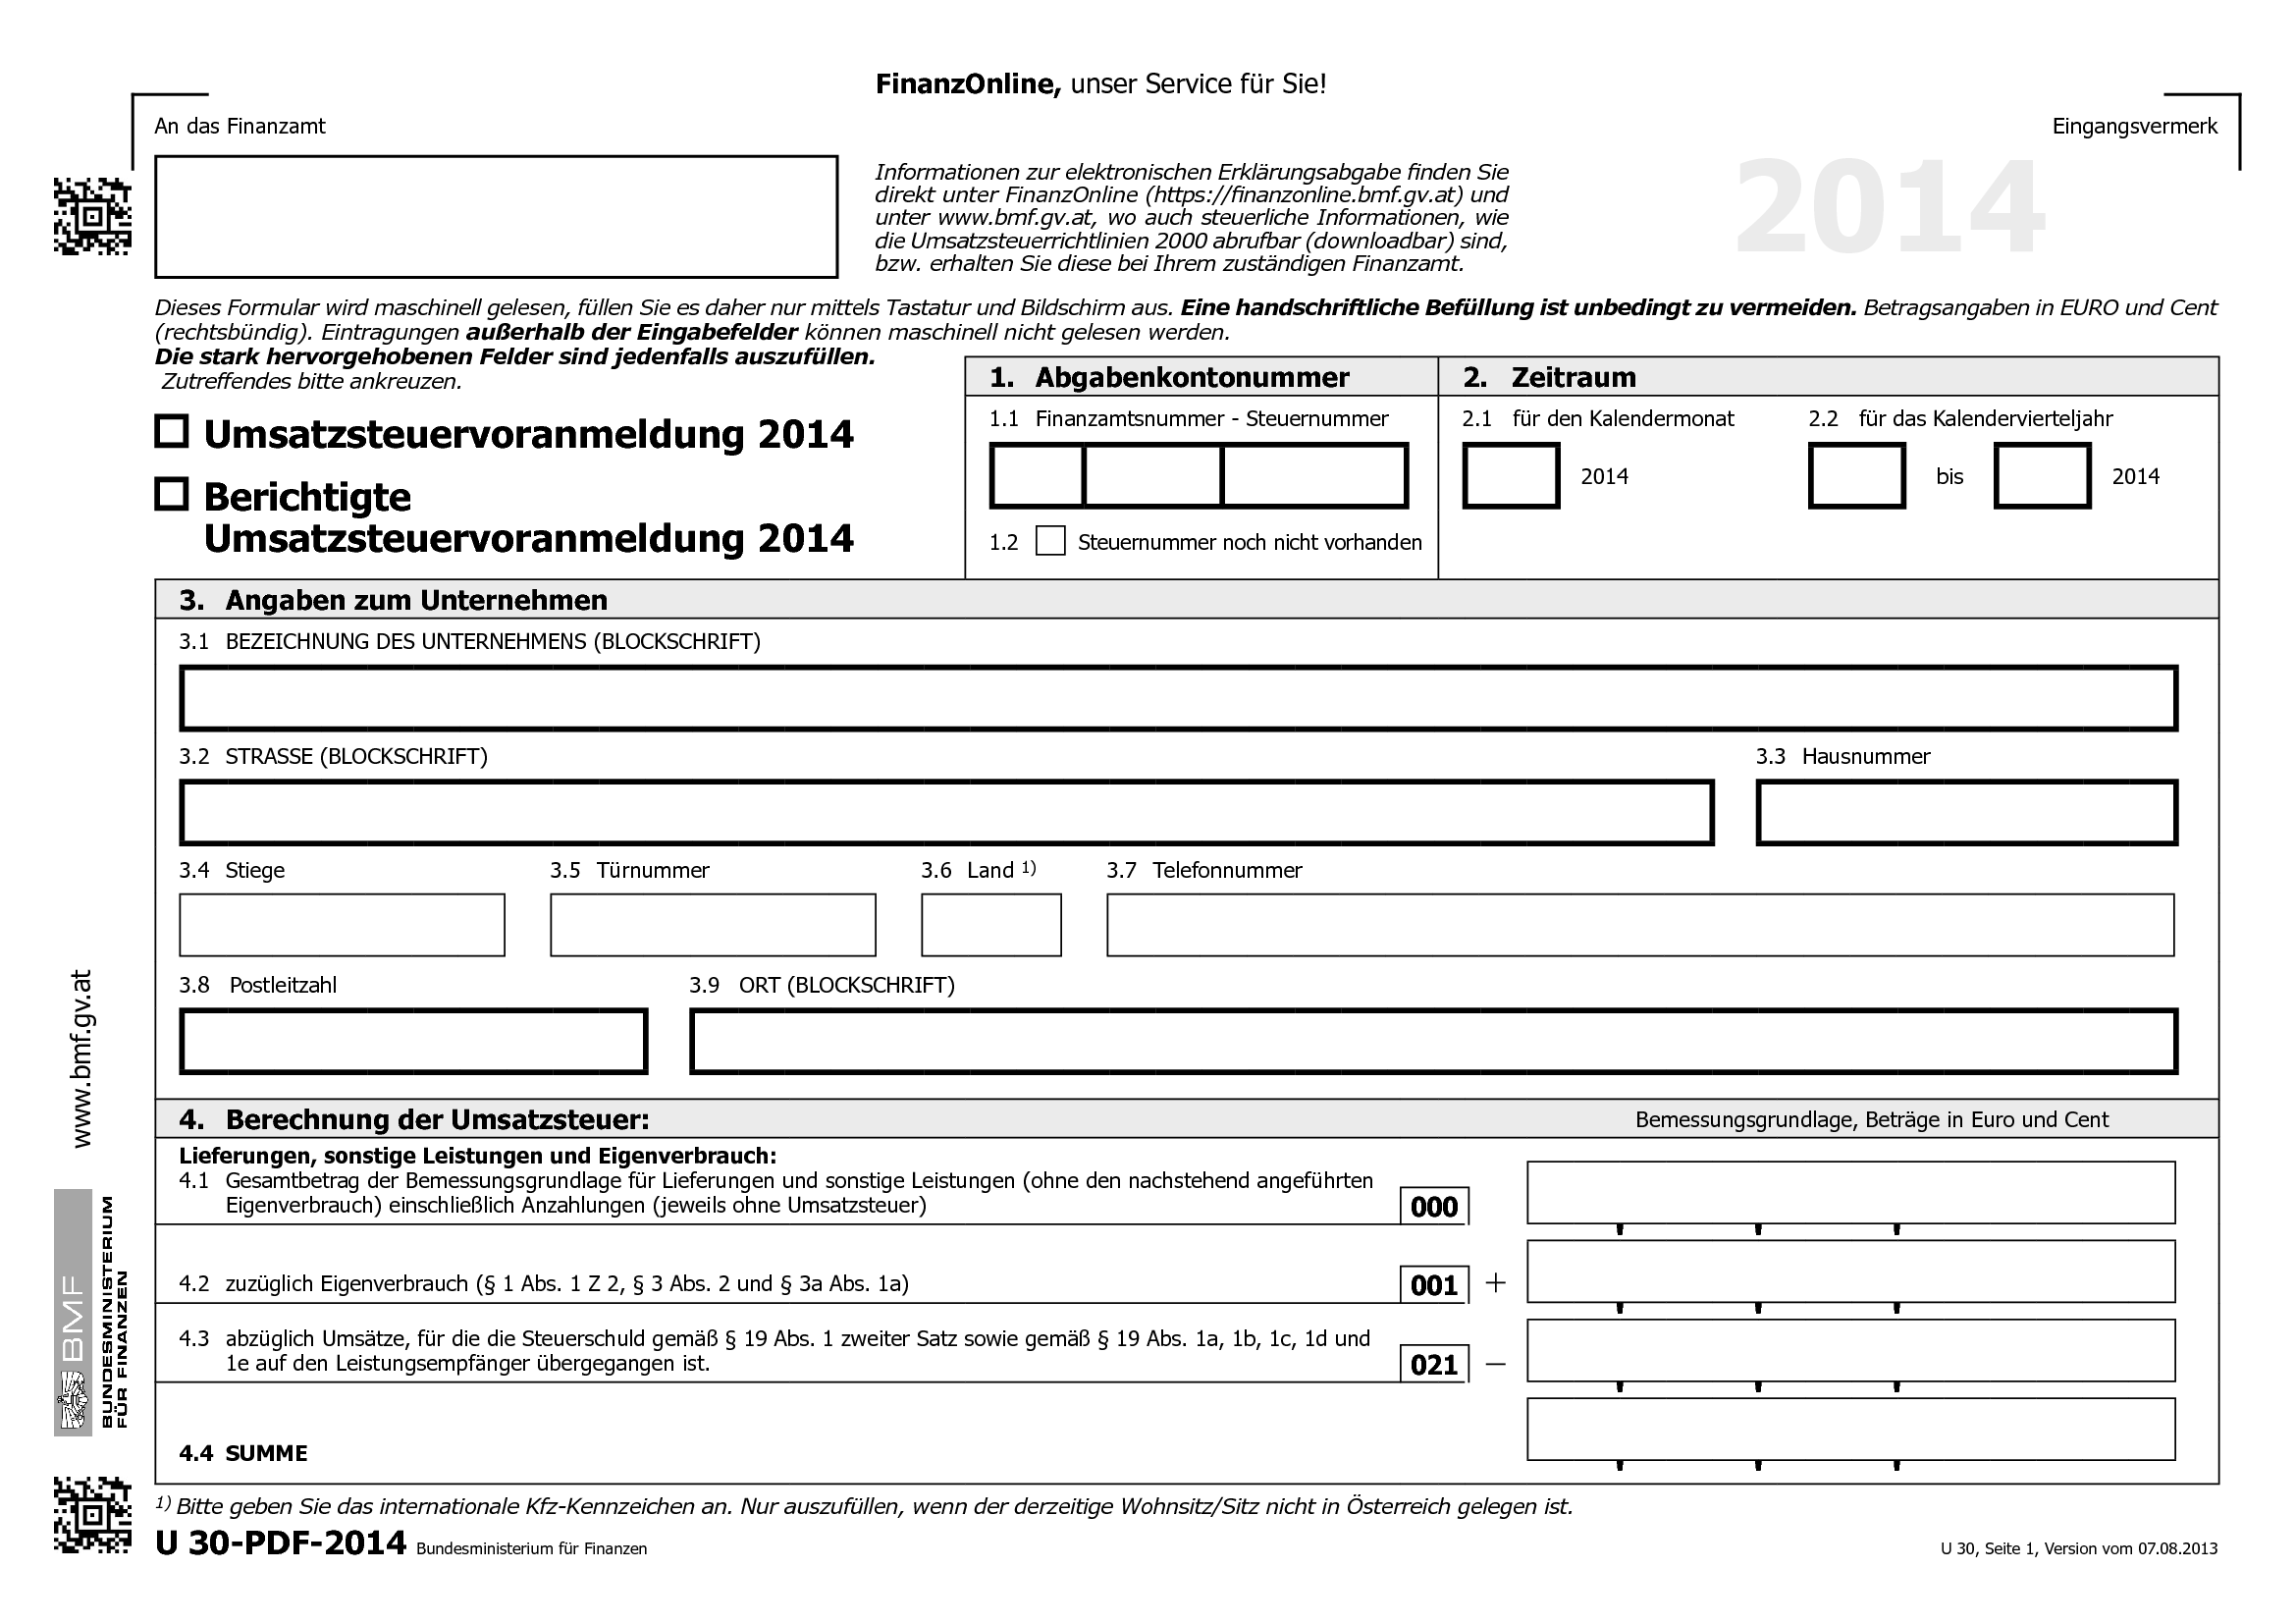 FinanzOnline, unser Service für Sie!
An das Finanzamt
Eingangsvermerk
2014
Informationen zur elektronischen Erklärungsabgabe finden Sie
direkt unter FinanzOnline (https://finanzonline.bmf.gv.at) und
unter www.bmf.gv.at, wo auch steuerliche Informationen, wie
die Umsatzsteuerrichtlinien 2000 abrufbar (downloadbar) sind,
bzw. erhalten Sie diese bei Ihrem zuständigen Finanzamt.
Dieses Formular wird maschinell gelesen, füllen Sie es daher nur mittels Tastatur und Bildschirm aus. Eine handschriftliche Befüllung ist unbedingt zu vermeiden. Betragsangaben in EURO und Cent
(rechtsbündig). Eintragungen außerhalb der Eingabefelder können maschinell nicht gelesen werden.
Die stark hervorgehobenen Felder sind jedenfalls auszufüllen.
Zutreffendes bitte ankreuzen.
Umsatzsteuervoranmeldung 2014
Berichtigte
Umsatzsteuervoranmeldung 2014
1. Abgabenkontonummer
1.1 Finanzamtsnummer - Steuernummer
1.2 Steuernummer noch nicht vorhanden
2. Zeitraum
2.1 für den Kalendermonat
2014
2.2 für das Kalendervierteljahr
bis 2014
3. Angaben zum Unternehmen
3.1 BEZEICHNUNG DES UNTERNEHMENS (BLOCKSCHRIFT)
3.2 STRASSE (BLOCKSCHRIFT) 3.3 Hausnummer
3.4 Stiege 3.5 Türnummer 3.6 Land 1) 3.7 Telefonnummer
3.8 Postleitzahl 3.9 ORT (BLOCKSCHRIFT)
4. Berechnung der Umsatzsteuer: Bemessungsgrundlage, Beträge in Euro und Cent
Lieferungen, sonstige Leistungen und Eigenverbrauch:
4.1 Gesamtbetrag der Bemessungsgrundlage für Lieferungen und sonstige Leistungen (ohne den nachstehend angeführten
Eigenverbrauch) einschließlich Anzahlungen (jeweils ohne Umsatzsteuer) 000
4.2 zuzüglich Eigenverbrauch (§ 1 Abs. 1 Z 2, § 3 Abs. 2 und § 3a Abs. 1a) 001 +
4.3 abzüglich Umsätze, für die die Steuerschuld gemäß § 19 Abs. 1 zweiter Satz sowie gemäß § 19 Abs. 1a, 1b, 1c, 1d und
1e auf den Leistungsempfänger übergegangen ist. 021 –
4.4 SUMME
1) Bitte geben Sie das internationale Kfz-Kennzeichen an. Nur auszufüllen, wenn der derzeitige Wohnsitz/Sitz nicht in Österreich gelegen ist.
U 30-PDF-2014 Bundesministerium für Finanzen
U 30, Seite 1, Version vom 07.08.2013
www.bmf.gv.at
BMF
BUNDESMINISTERIUM
FÜR FINANZEN